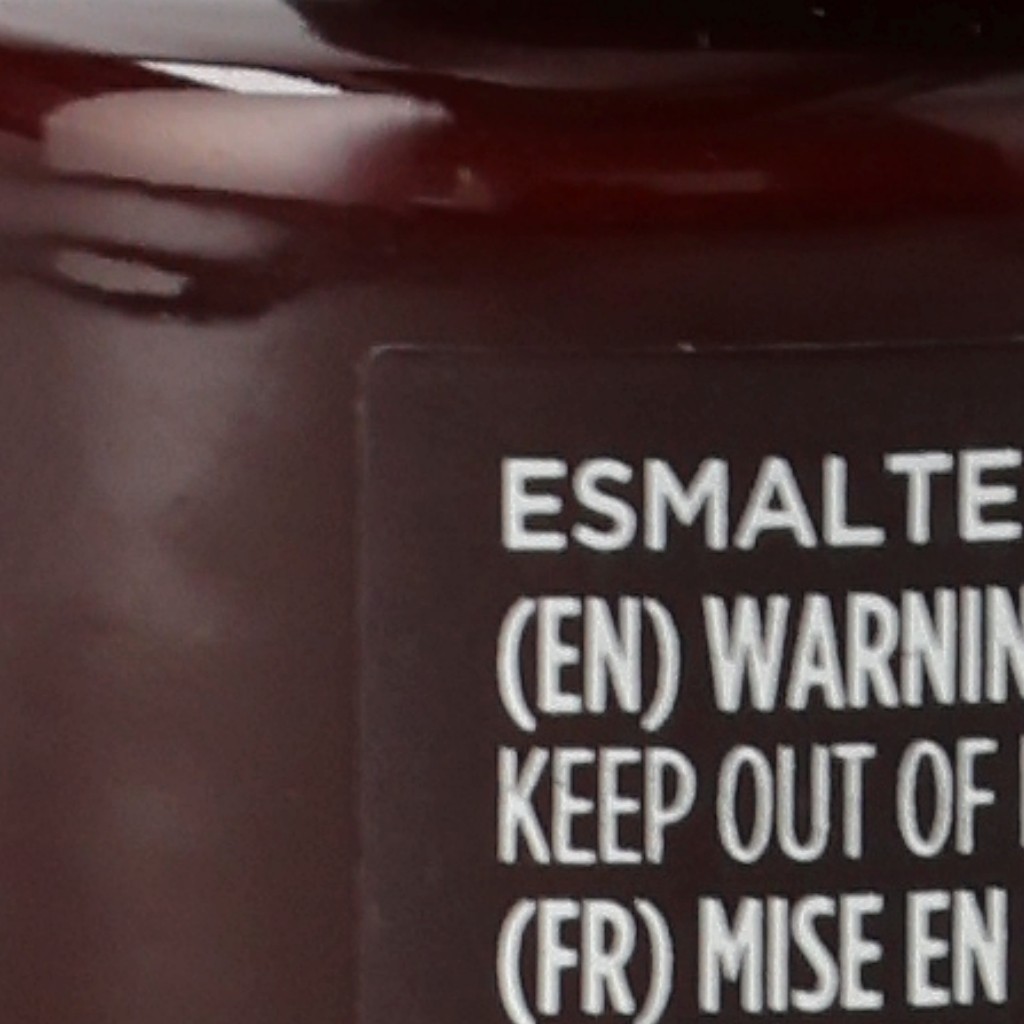 ESMALTE
(EN) WARNIN
KEEP OUT OF
(FR) MISE EN